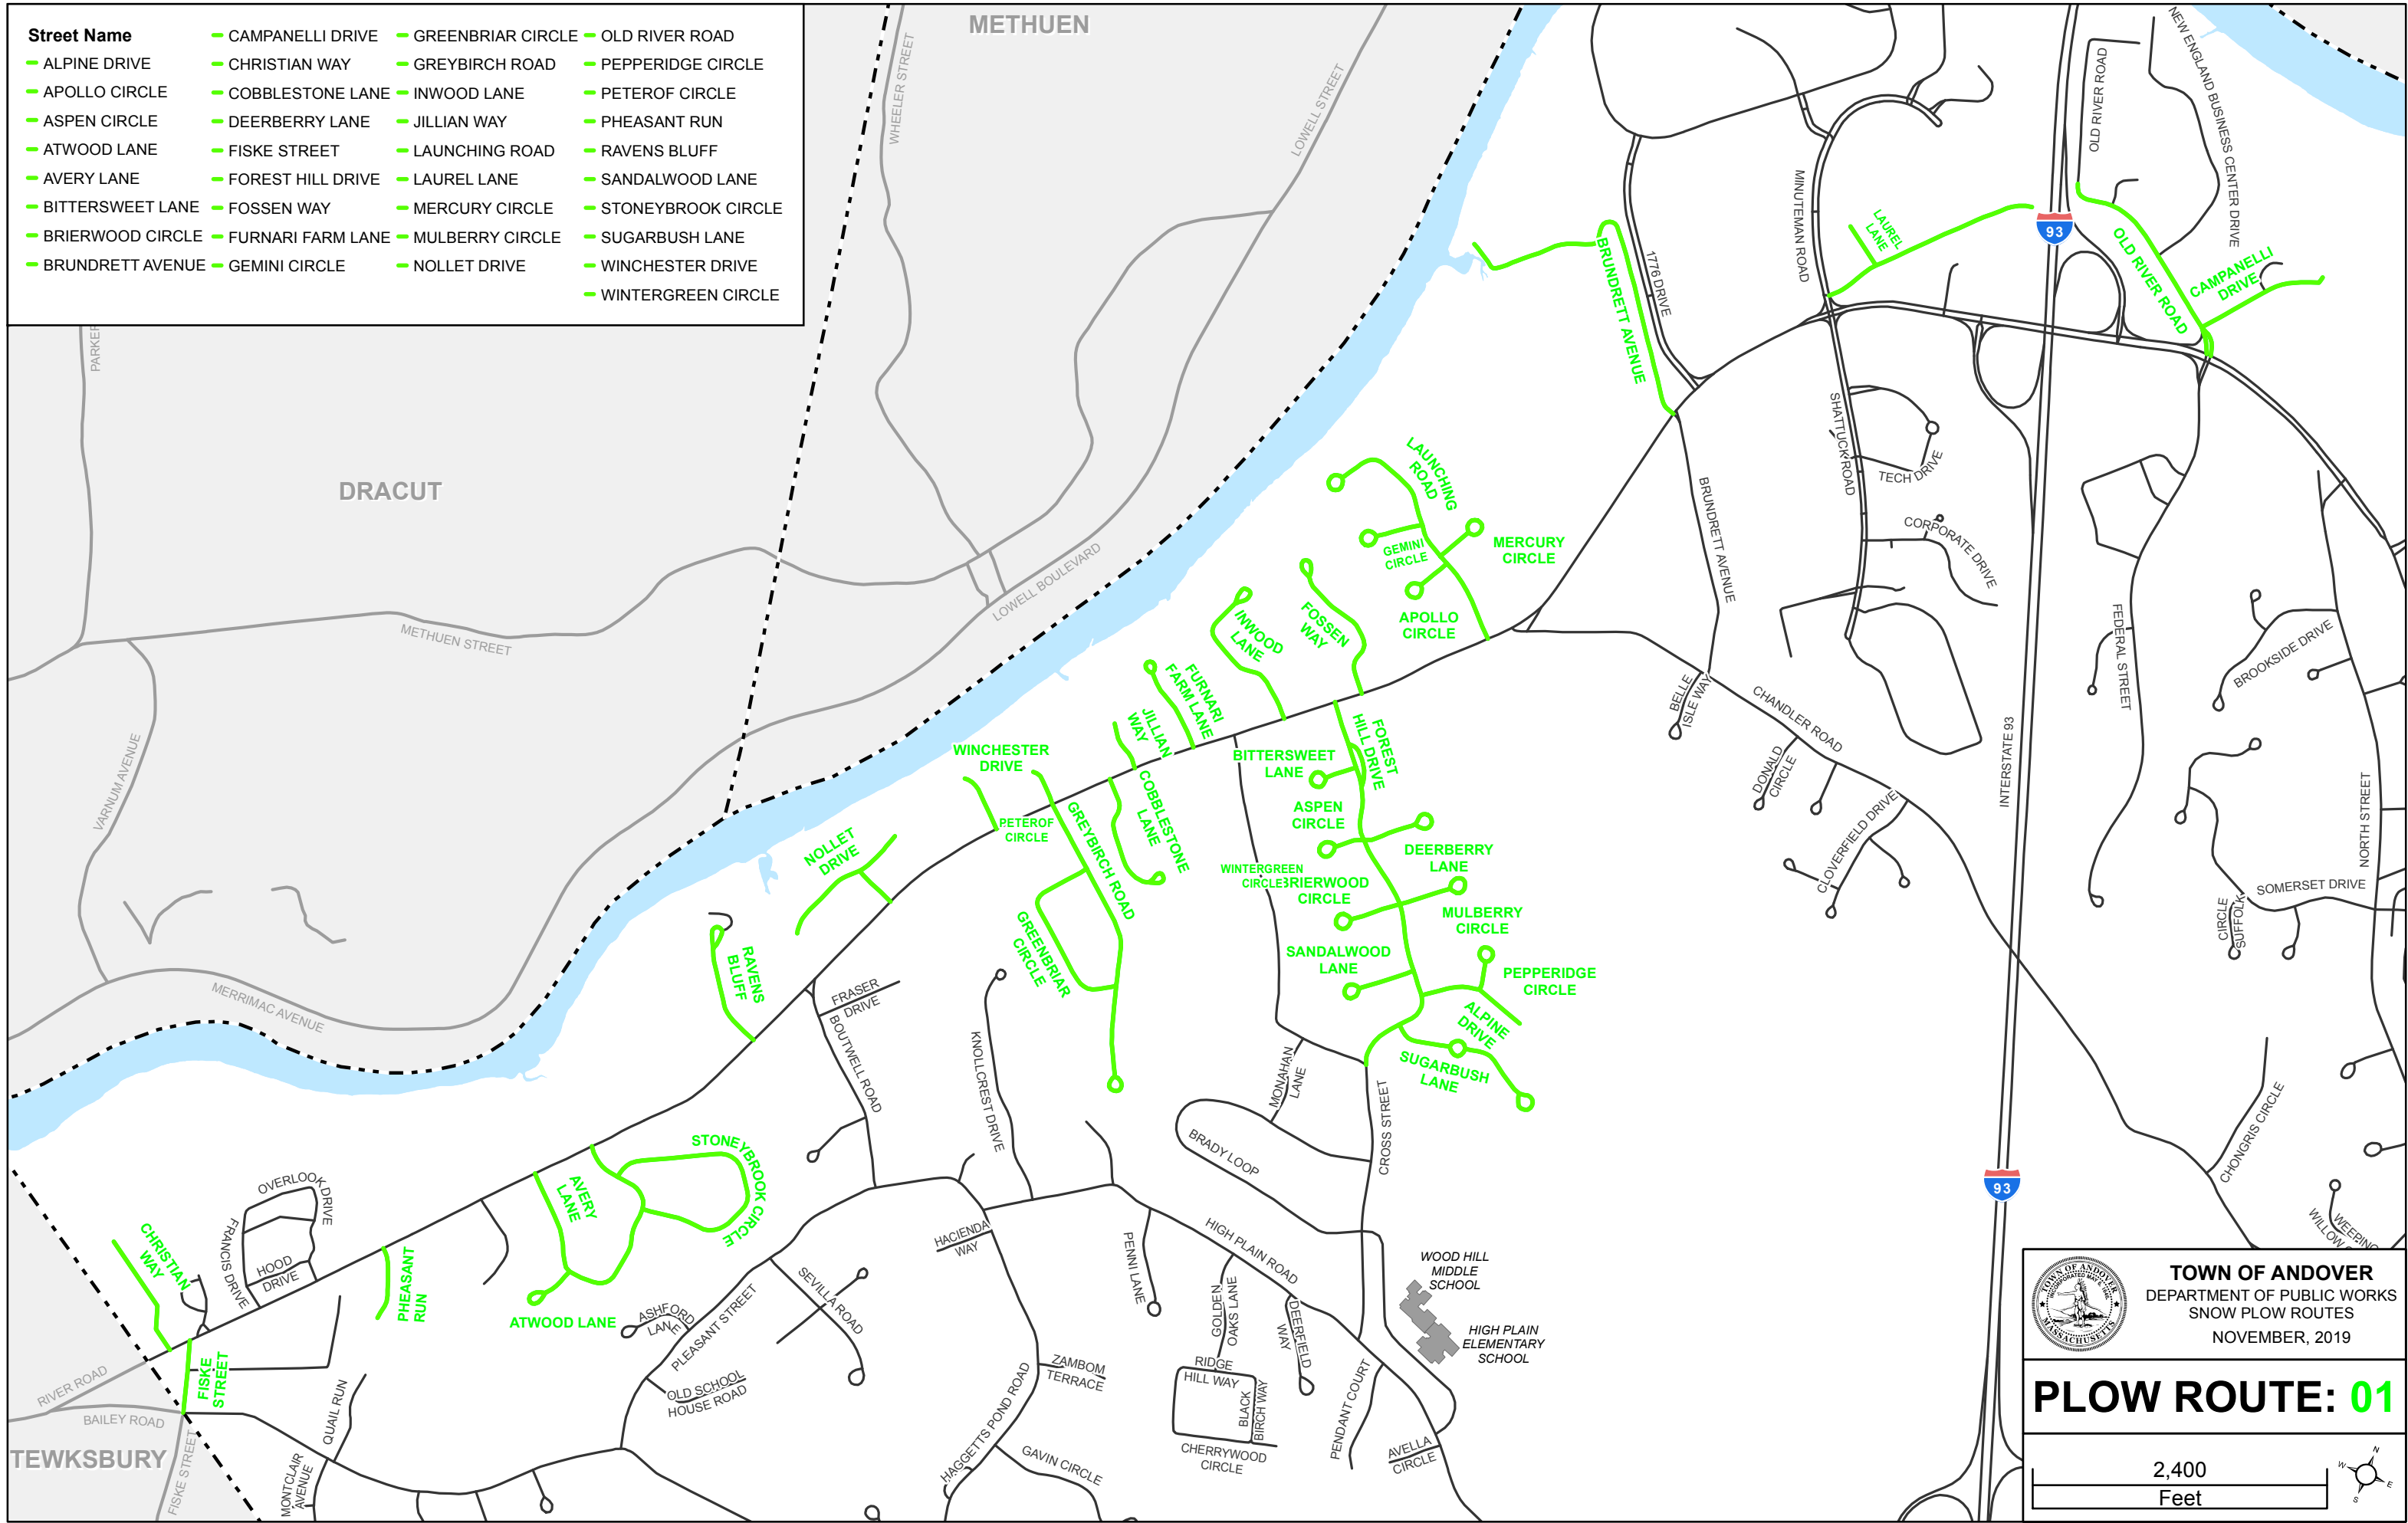 Street Name
ALPINE DRIVE
APOLLO CIRCLE
ASPEN CIRCLE
ATWOOD LANE
AVERY LANE
BITTERSWEET LANE
BRIERWOOD CIRCLE
BRUNDRETT AVENUE
CAMPANELLI DRIVE
CHRISTIAN WAY
COBBLESTONE LANE
DEERBERRY LANE
FISKE STREET
FOREST HILL DRIVE
FOSSEN WAY
FURNARI FARM LANE
GEMINI CIRCLE
GREENBRIAR CIRCLE
GREYBIRCH ROAD
INWOOD LANE
JILLIAN WAY
LAUNCHING ROAD
LAUREL LANE
MERCURY CIRCLE
MULBERRY CIRCLE
NOLLET DRIVE
OLD RIVER ROAD
PEPPERIDGE CIRCLE
PETEROF CIRCLE
PHEASANT RUN
RAVENS BLUFF
SANDALWOOD LANE
STONEYBROOK CIRCLE
SUGARBUSH LANE
WINCHESTER DRIVE
WINTERGREEN CIRCLE
METHUEN
WHEELER STREET
LOWELL STREET
PARKER
DRACUT
METHUEN STREET
LOWELL BOULEVARD
VARNUM AVENUE
MERRIMAC AVENUE
OLD RIVER ROAD
NEW ENGLAND BUSINESS CENTER DRIVE
MINUTEMAN ROAD
LAUREL
LANE
93
OLD RIVER ROAD
CAMPANELLI
DRIVE
BRUNDRETT AVENUE
1776 DRIVE
SHATTUCK ROAD
TECH DRIVE
CORPORATE DRIVE
BRUNDRETT AVENUE
LAUNCHING
ROAD
GEMINI
CIRCLE
MERCURY
CIRCLE
APOLLO
CIRCLE
FOSSEN
WAY
INWOOD
LANE
FURNARI
FARM LANE
JILLIAN
WAY
FOREST
HILL DRIVE
WINCHESTER
DRIVE
BITTERSWEET
LANE
PETEROF
CIRCLE
GREYBIRCH ROAD
COBBLESTONE
LANE
ASPEN
CIRCLE
DEERBERRY
LANE
WINTERGREEN
CIRCLE
BRIERWOOD
CIRCLE
MULBERRY
CIRCLE
NOLLET
DRIVE
RAVENS
BLUFF
GREENBRIAR
CIRCLE
SANDALWOOD
LANE
PEPPERIDGE
CIRCLE
ALPINE
DRIVE
SUGARBUSH
LANE
BELLE
ISLE WAY
CHANDLER ROAD
DONALD
CIRCLE
CLOVERFIELD DRIVE
INTERSTATE 93
FEDERAL STREET
BROOKSIDE DRIVE
NORTH STREET
SOMERSET DRIVE
SUFFOLK
CIRCLE
CHONGRIS CIRCLE
WEEPING
WILLOW
FRASER
DRIVE
BOUTWELL ROAD
KNOLLCREST DRIVE
MONAHAN
LANE
BRADY LOOP
CROSS STREET
93
STONEYBROOK CIRCLE
AVERY
LANE
ATWOOD LANE
OVERLOOK DRIVE
FRANCIS DRIVE
HOOD
DRIVE
CHRISTIAN
WAY
PHEASANT
RUN
FISKE
STREET
RIVER ROAD
BAILEY ROAD
TEWKSBURY
FISKE STREET
QUAIL RUN
MONTCLAIR
AVENUE
ASHFORD
LANE
PLEASANT STREET
OLD SCHOOL
HOUSE ROAD
SEVILLA ROAD
HACIENDA
WAY
HAGGETTS POND ROAD
ZAMBOM
TERRACE
GAVIN CIRCLE
PENNI LANE
HIGH PLAIN ROAD
GOLDEN
OAKS LANE
DEERFIELD
WAY
RIDGE
HILL WAY
BLACK
BIRCH WAY
CHERRYWOOD
CIRCLE
PENDANT COURT
AVELLA
CIRCLE
WOOD HILL
MIDDLE
SCHOOL
HIGH PLAIN
ELEMENTARY
SCHOOL
TOWN OF ANDOVER
INCORPORATED MAY 6, 1646
MASSACHUSETTS
TOWN OF ANDOVER
DEPARTMENT OF PUBLIC WORKS
SNOW PLOW ROUTES
NOVEMBER, 2019
PLOW ROUTE: 01
2,400
Feet
N
W
E
S